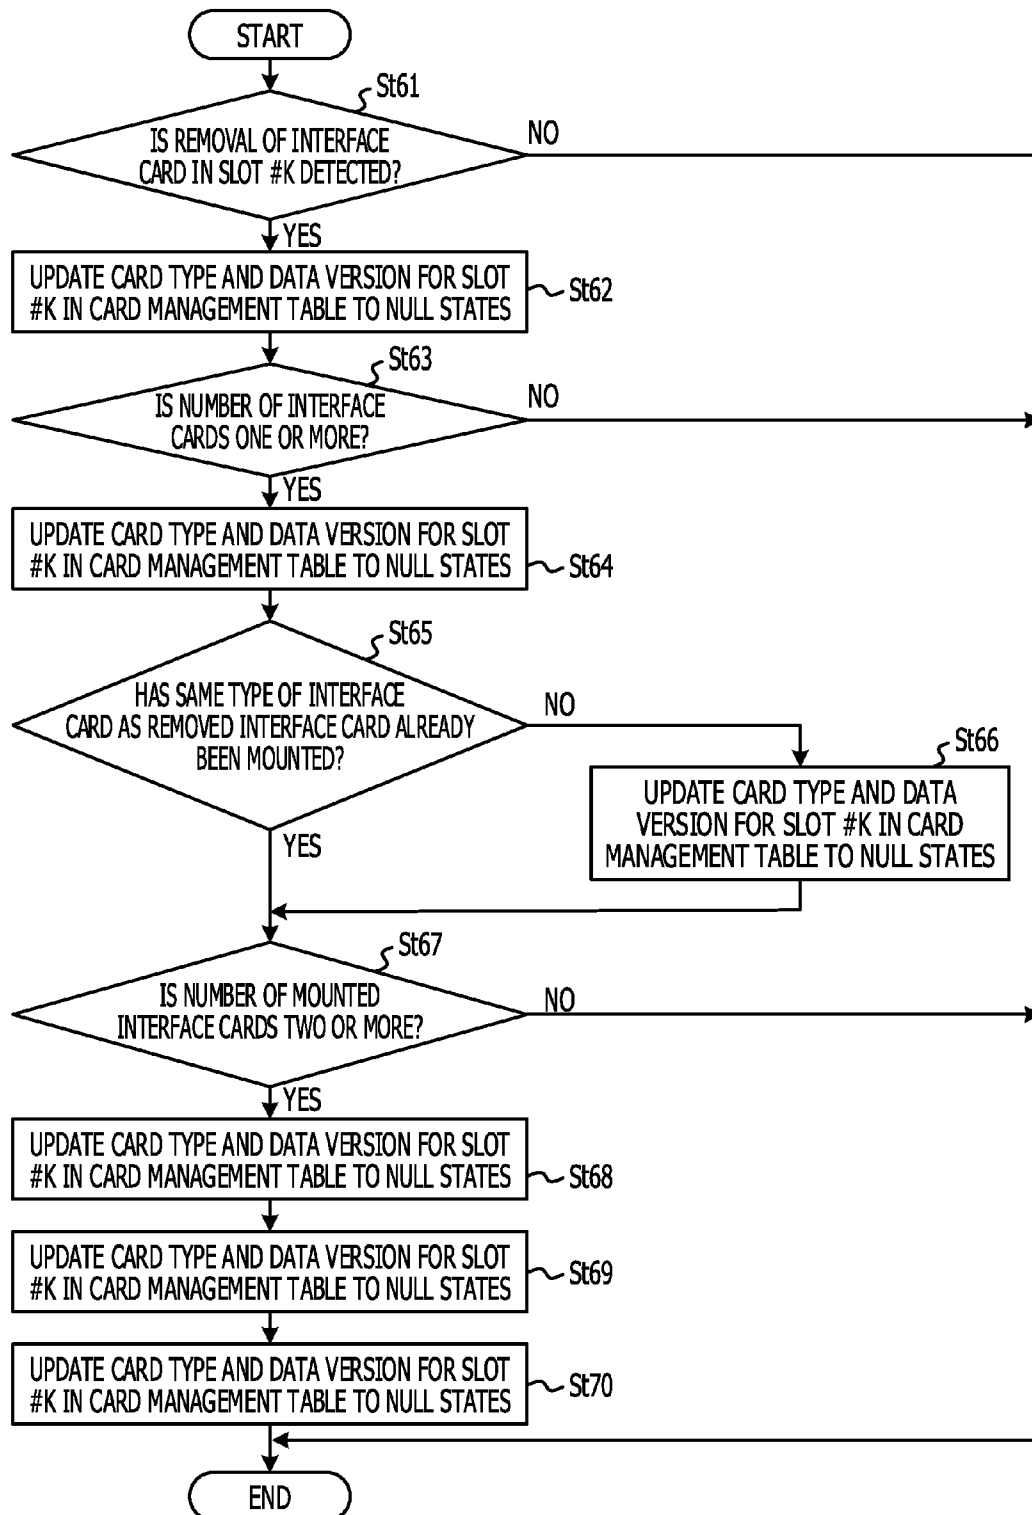 START
St61
IS REMOVAL OF INTERFACE
CARD IN SLOT #K DETECTED?
NO
YES
UPDATE CARD TYPE AND DATA VERSION FOR SLOT
#K IN CARD MANAGEMENT TABLE TO NULL STATES
St62
St63
IS NUMBER OF INTERFACE
CARDS ONE OR MORE?
NO
YES
UPDATE CARD TYPE AND DATA VERSION FOR SLOT
#K IN CARD MANAGEMENT TABLE TO NULL STATES
St64
St65
HAS SAME TYPE OF INTERFACE
CARD AS REMOVED INTERFACE CARD ALREADY
BEEN MOUNTED?
NO
YES
St66
UPDATE CARD TYPE AND DATA
VERSION FOR SLOT #K IN CARD
MANAGEMENT TABLE TO NULL STATES
St67
IS NUMBER OF MOUNTED
INTERFACE CARDS TWO OR MORE?
NO
YES
UPDATE CARD TYPE AND DATA VERSION FOR SLOT
#K IN CARD MANAGEMENT TABLE TO NULL STATES
St68
UPDATE CARD TYPE AND DATA VERSION FOR SLOT
#K IN CARD MANAGEMENT TABLE TO NULL STATES
St69
UPDATE CARD TYPE AND DATA VERSION FOR SLOT
#K IN CARD MANAGEMENT TABLE TO NULL STATES
St70
END